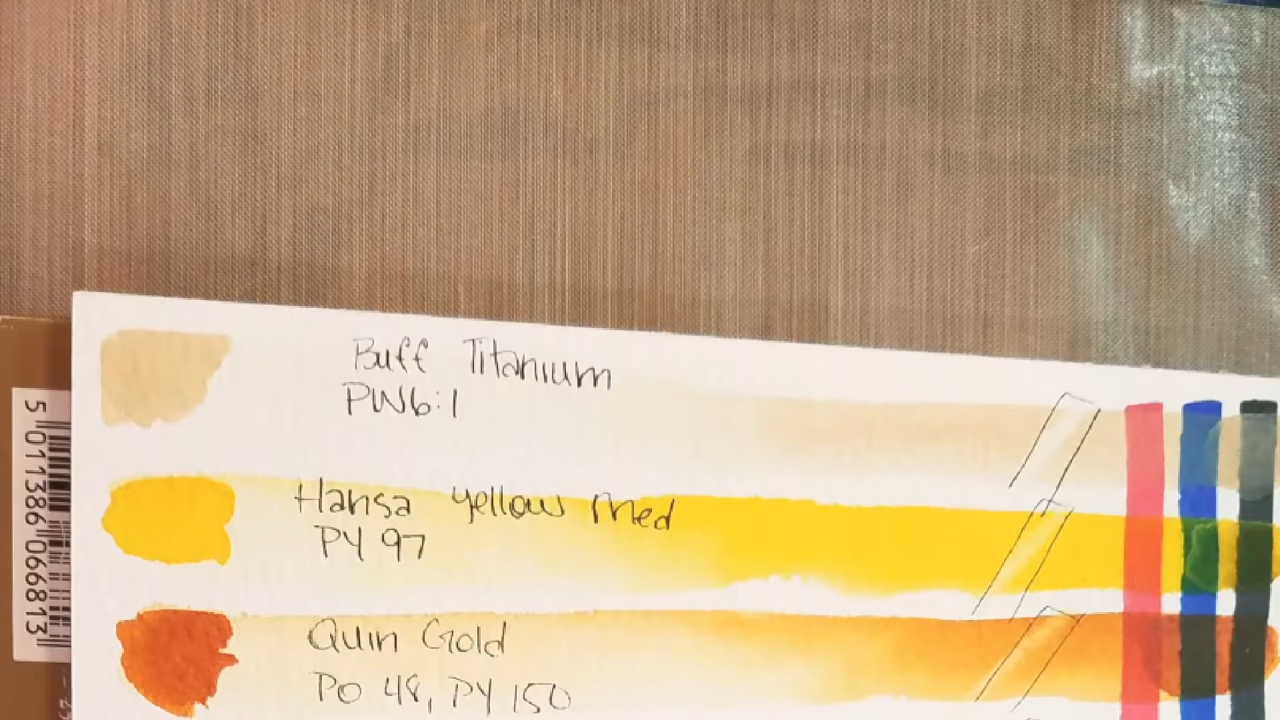 Buff Titanium
PW6:1
Hansa yellow Med
PY 97
Quin Gold
PO 48, PY 150
5 011386 066813